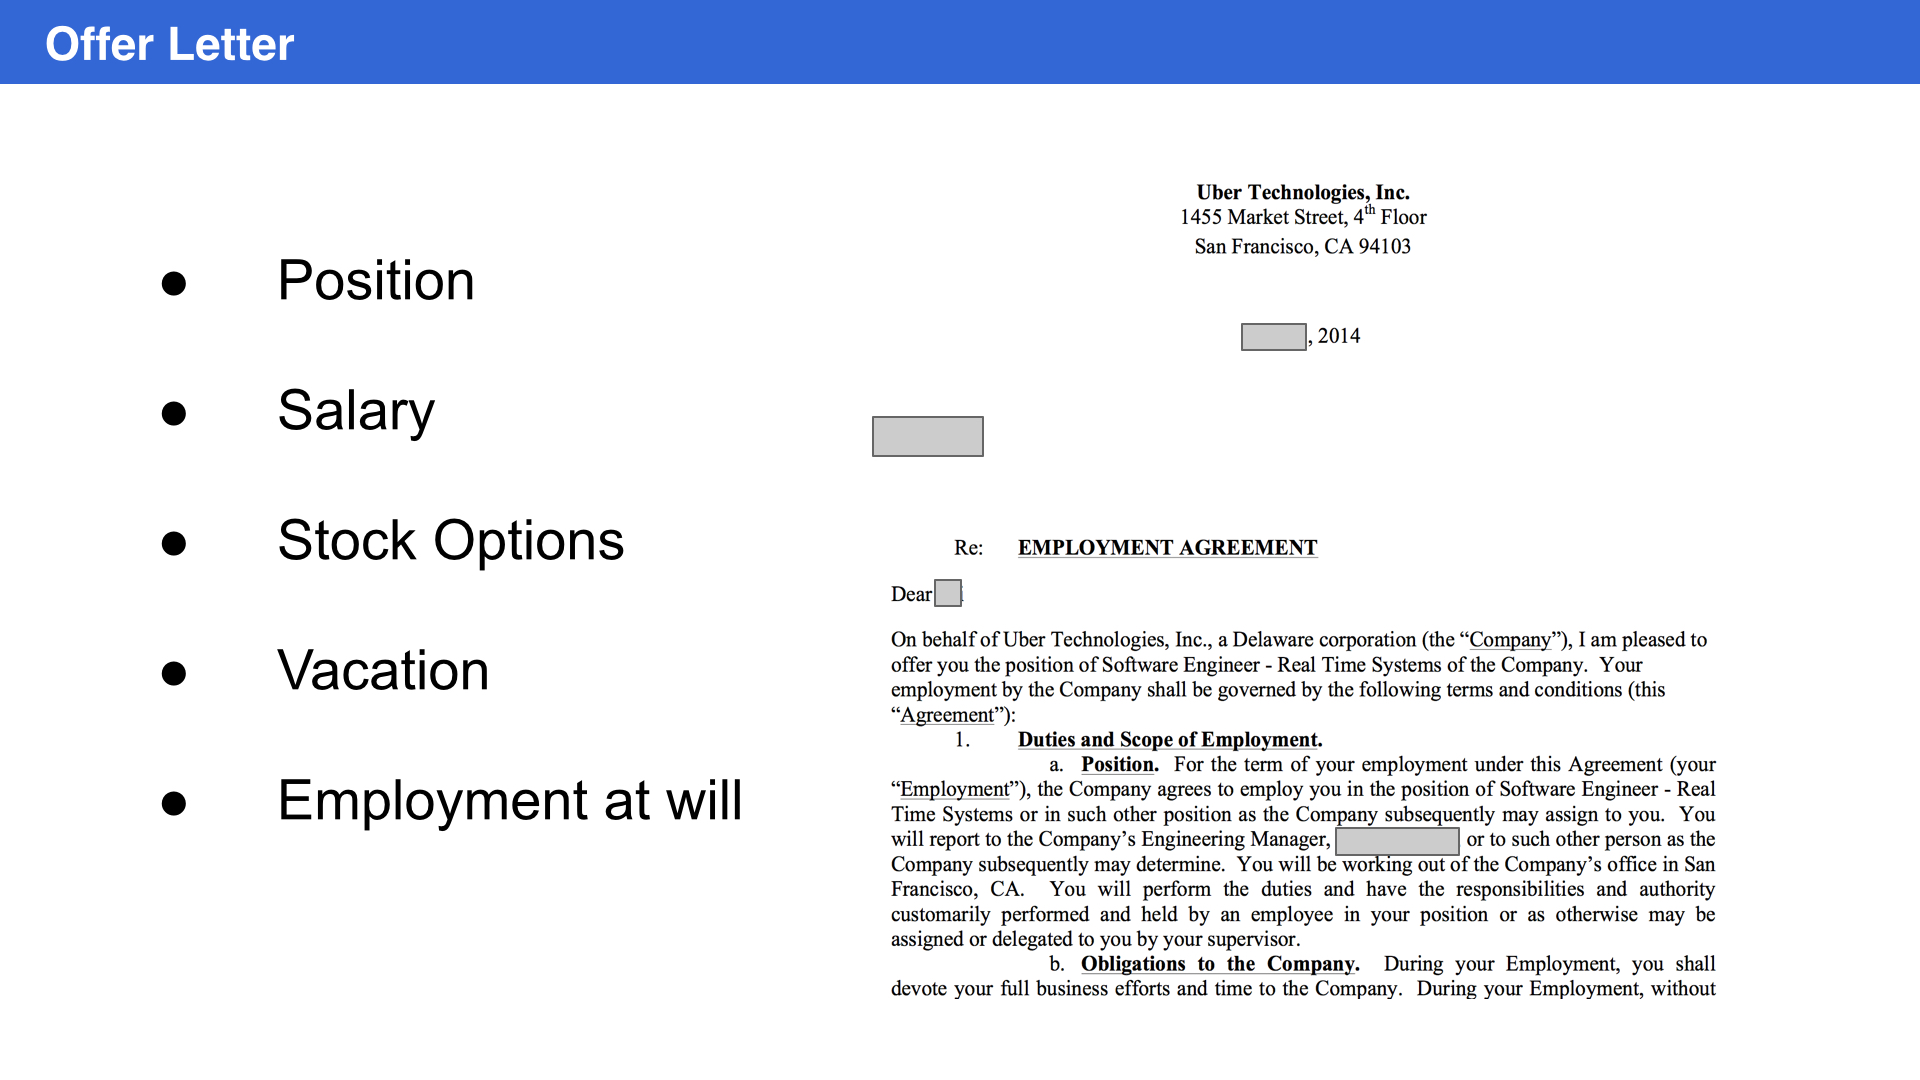 Offer Letter
● Position
● Salary
● Stock Options
● Vacation
● Employment at will
Uber Technologies, Inc.
1455 Market Street, 4th Floor
San Francisco, CA 94103
, 2014
Re: EMPLOYMENT AGREEMENT
Dear
On behalf of Uber Technologies, Inc., a Delaware corporation (the “Company”), I am pleased to
offer you the position of Software Engineer - Real Time Systems of the Company. Your
employment by the Company shall be governed by the following terms and conditions (this
“Agreement”):
1. Duties and Scope of Employment.
a. Position. For the term of your employment under this Agreement (your
“Employment”), the Company agrees to employ you in the position of Software Engineer - Real
Time Systems or in such other position as the Company subsequently may assign to you. You
will report to the Company’s Engineering Manager, or to such other person as the
Company subsequently may determine. You will be working out of the Company’s office in San
Francisco, CA. You will perform the duties and have the responsibilities and authority
customarily performed and held by an employee in your position or as otherwise may be
assigned or delegated to you by your supervisor.
b. Obligations to the Company. During your Employment, you shall
devote your full business efforts and time to the Company. During your Employment, without